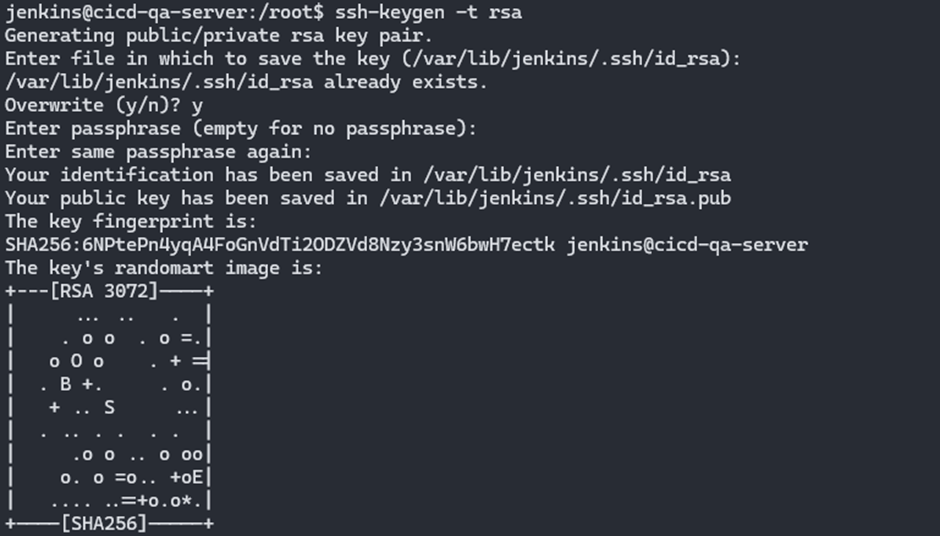 jenkins@cicd-qa-server:/root$ ssh-keygen -t rsa
Generating public/private rsa key pair.
Enter file in which to save the key (/var/lib/jenkins/.ssh/id_rsa):
/var/lib/jenkins/.ssh/id_rsa already exists.
Overwrite (y/n)? y
Enter passphrase (empty for no passphrase):
Enter same passphrase again:
Your identification has been saved in /var/lib/jenkins/.ssh/id_rsa
Your public key has been saved in /var/lib/jenkins/.ssh/id_rsa.pub
The key fingerprint is:
SHA256:6NPtePn4yqA4FoGnVdTi2ODZVd8Nzy3snW6bwH7ectk jenkins@cicd-qa-server
The key's randomart image is:
+---[RSA 3072]----+
|      ... ..   .  |
|     . o o  . o =.|
|    o O o     . + =|
|   . B +.      . o.|
|    + .. S      ...|
|   . .. . .   . .  |
|      .o o .. o oo|
|     o. o =o.. +oE|
|    .... ..=+o.o*.|
+----[SHA256]-----+